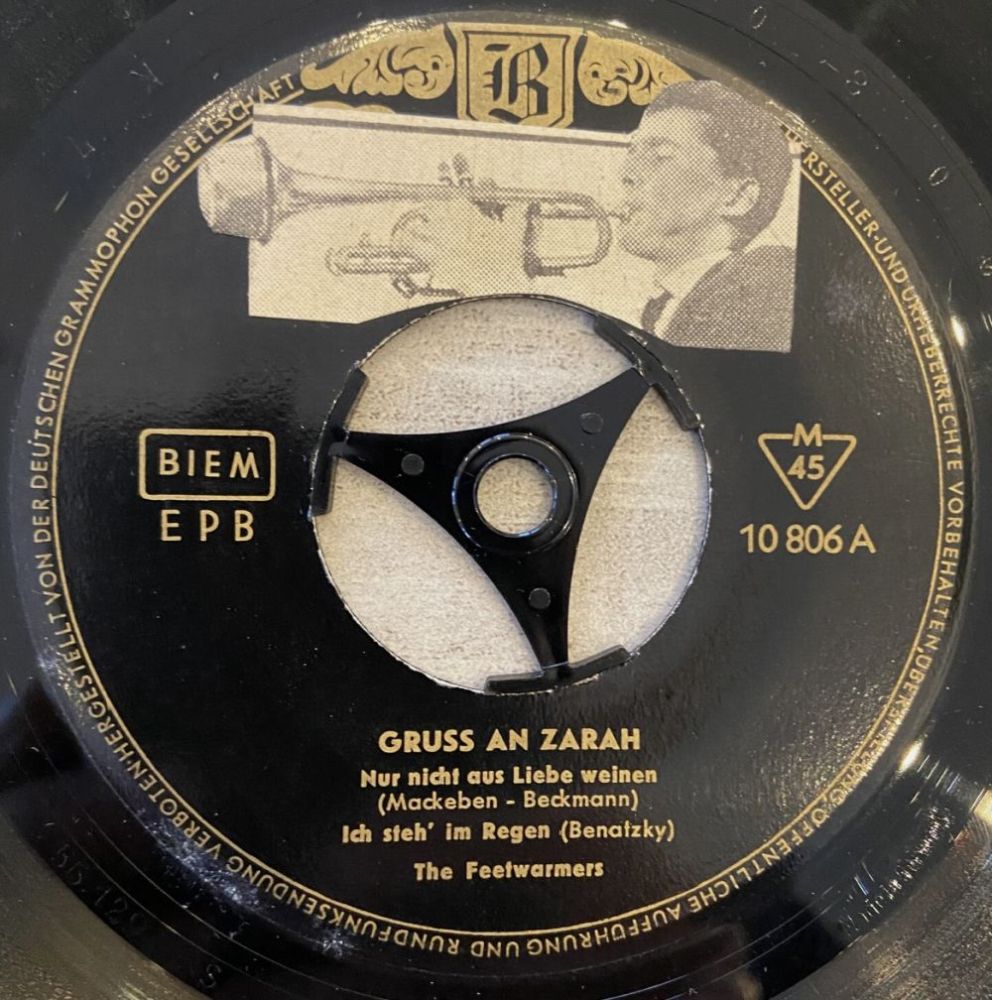 B
HERSTELLER-UND URHEBERRECHTE VORBEHALTEN, ÜBERSPIELUNG, ÖFFENTLICHE AUFFÜHRUNG UND RUNDFUNKSENDUNG VERBOTEN·HERGESTELLT VON DER DEUTSCHEN GRAMMOPHON GESELLSCHAFT
BIEM
EPB
M
45
10 806 A
GRUSS AN ZARAH
Nur nicht aus Liebe weinen
(Mackeben - Beckmann)
Ich steh' im Regen (Benatzky)
The Feetwarmers